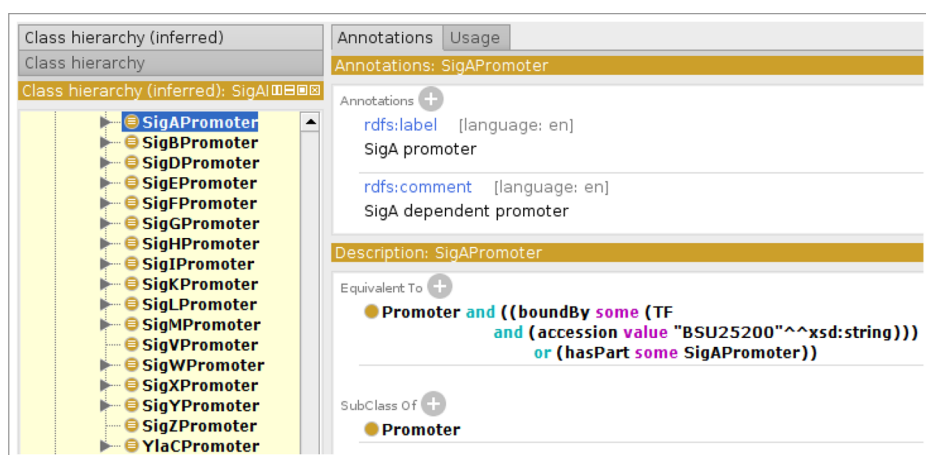 Class hierarchy (inferred)
Class hierarchy
Class hierarchy (inferred): SigAI
SigAPromoter
SigBPromoter
SigDPromoter
SigEPromoter
SigFPromoter
SigGPromoter
SigHPromoter
SigIPromoter
SigKPromoter
SigLPromoter
SigMPromoter
SigVPromoter
SigWPromoter
SigXPromoter
SigYPromoter
SigZPromoter
YlaCPromoter
Annotations Usage
Annotations: SigAPromoter
Annotations
rdfs:label [language: en]
SigA promoter
rdfs:comment [language: en]
SigA dependent promoter
Description: SigAPromoter
Equivalent To
Promoter and ((boundBy some (TF
and (accession value "BSU25200"^^xsd:string)))
or (hasPart some SigAPromoter))
SubClass Of
Promoter